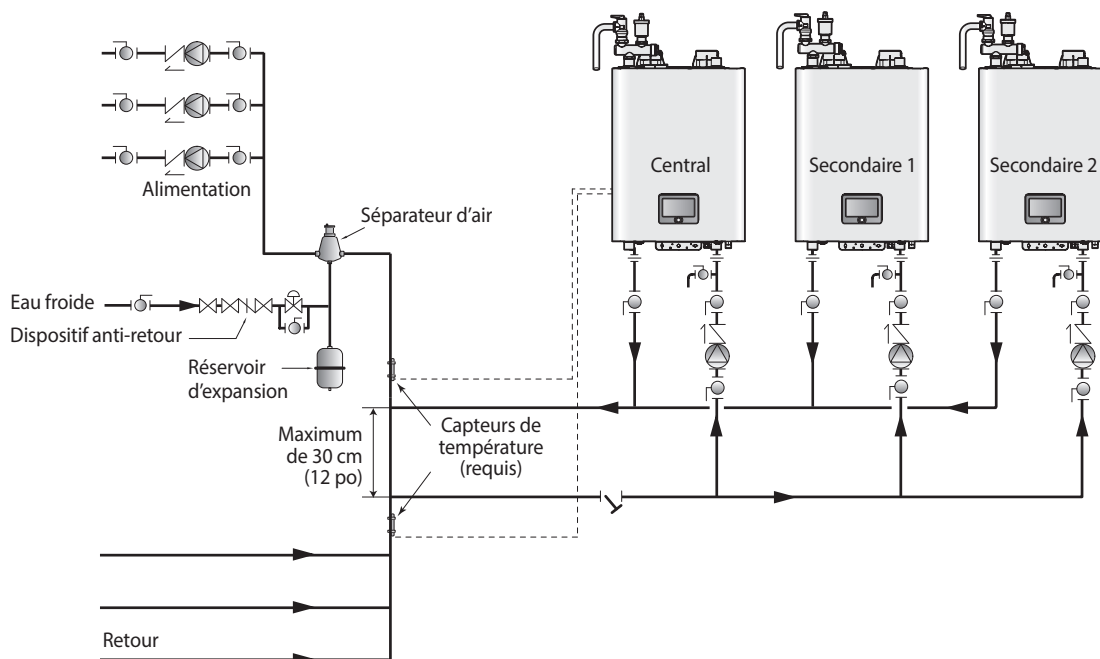 Central
Secondaire 1
Secondaire 2
Alimentation
Séparateur d'air
Eau froide
Dispositif anti-retour
Réservoir
d'expansion
Maximum
de 30 cm
(12 po)
Capteurs de
température
(requis)
Retour